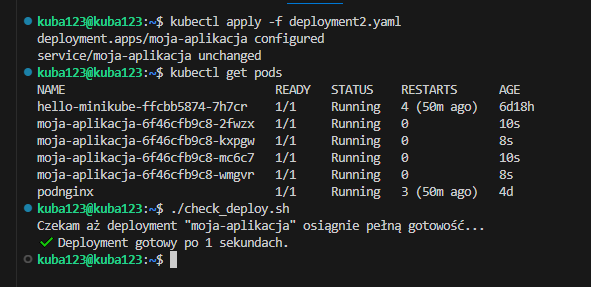 kuba123@kuba123:~$ kubectl apply -f deployment2.yaml
deployment.apps/moja-aplikacja configured
service/moja-aplikacja unchanged
kuba123@kuba123:~$ kubectl get pods
NAME READY STATUS RESTARTS AGE
hello-minikube-ffcbb5874-7h7cr 1/1 Running 4 (50m ago) 6d18h
moja-aplikacja-6f46cfb9c8-2fwzx 1/1 Running 0 10s
moja-aplikacja-6f46cfb9c8-kxpgw 1/1 Running 0 8s
moja-aplikacja-6f46cfb9c8-mc6c7 1/1 Running 0 10s
moja-aplikacja-6f46cfb9c8-wmgvr 1/1 Running 0 8s
podnginx 1/1 Running 3 (50m ago) 4d
kuba123@kuba123:~$ ./check_deploy.sh
Czekam aż deployment "moja-aplikacja" osiągnie pełną gotowość...
✓ Deployment gotowy po 1 sekundach.
kuba123@kuba123:~$